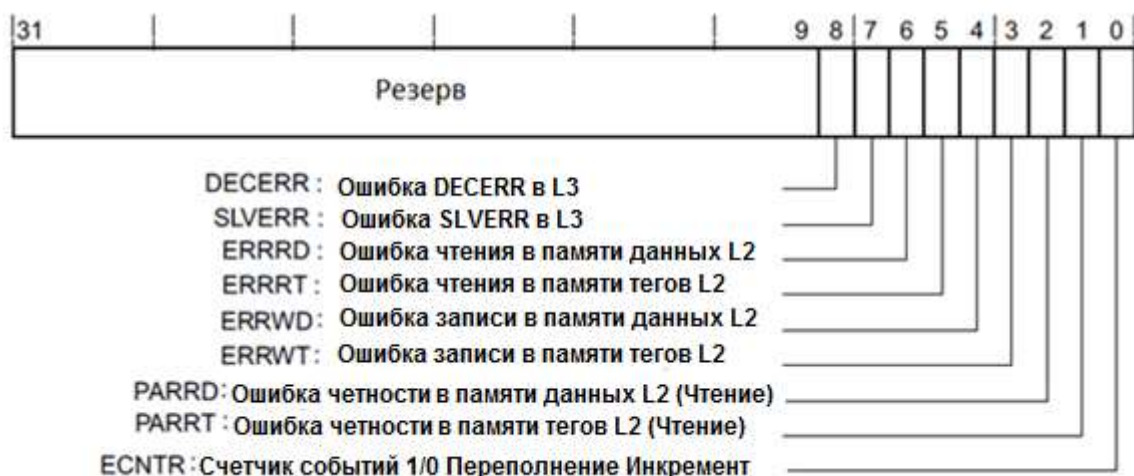 31 9 8 7 6 5 4 3 2 1 0
Резерв
DECERR: Ошибка DECERR в L3
SLVERR: Ошибка SLVERR в L3
ERRRD: Ошибка чтения в памяти данных L2
ERRRT: Ошибка чтения в памяти тегов L2
ERRWD: Ошибка записи в памяти данных L2
ERRWT: Ошибка записи в памяти тегов L2
PARRD: Ошибка четности в памяти данных L2 (Чтение)
PARRT: Ошибка четности в памяти тегов L2 (Чтение)
ECNTR: Счетчик событий 1/0 Переполнение Инкремент